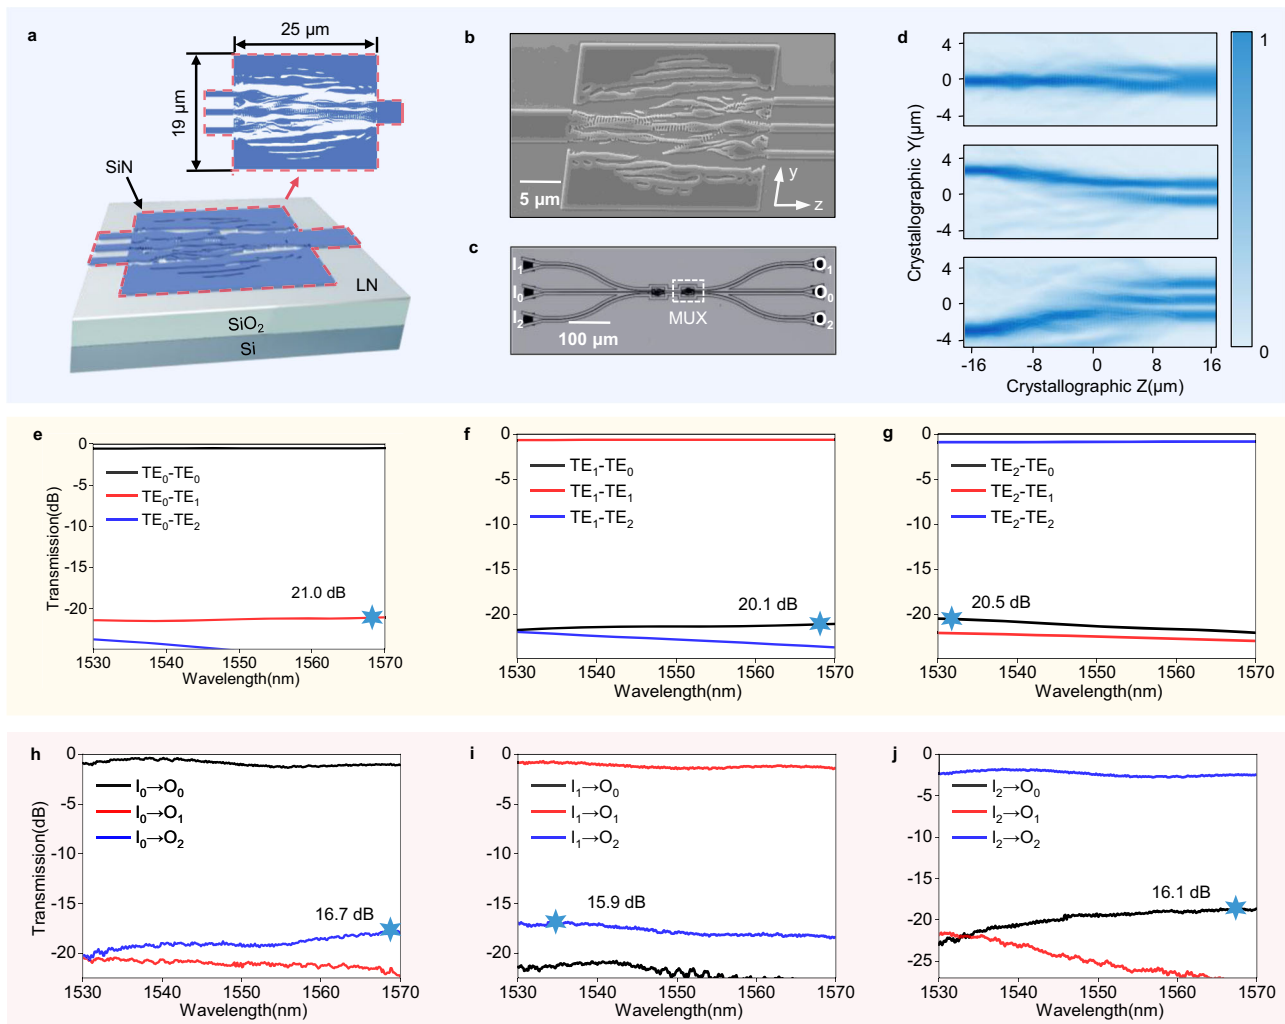 a
25 μm
19 μm
SiN
LN
SiO₂
Si
b
5 μm
y
z
c
I₁
I₀
I₂
O₁
O₀
O₂
MUX
100 μm
d
4
0
-4
4
0
-4
4
0
-4
-16 -8 0 8 16
Crystallographic Y(μm)
Crystallographic Z(μm)
1
0
e
TE₀-TE₀
TE₀-TE₁
TE₀-TE₂
21.0 dB
0
-5
-10
-15
-20
Transmission(dB)
1530 1540 1550 1560 1570
Wavelength(nm)
f
TE₁-TE₀
TE₁-TE₁
TE₁-TE₂
20.1 dB
0
-5
-10
-15
-20
1530 1540 1550 1560 1570
Wavelength(nm)
g
TE₂-TE₀
TE₂-TE₁
TE₂-TE₂
20.5 dB
0
-5
-10
-15
-20
1530 1540 1550 1560 1570
Wavelength(nm)
h
I₀→O₀
I₀→O₁
I₀→O₂
16.7 dB
0
-5
-10
-15
-20
Transmission(dB)
1530 1540 1550 1560 1570
Wavelength(nm)
i
I₁→O₀
I₁→O₁
I₁→O₂
15.9 dB
0
-5
-10
-15
-20
1530 1540 1550 1560 1570
Wavelength(nm)
j
I₂→O₀
I₂→O₁
I₂→O₂
16.1 dB
0
-5
-10
-15
-20
-25
1530 1540 1550 1560 1570
Wavelength(nm)